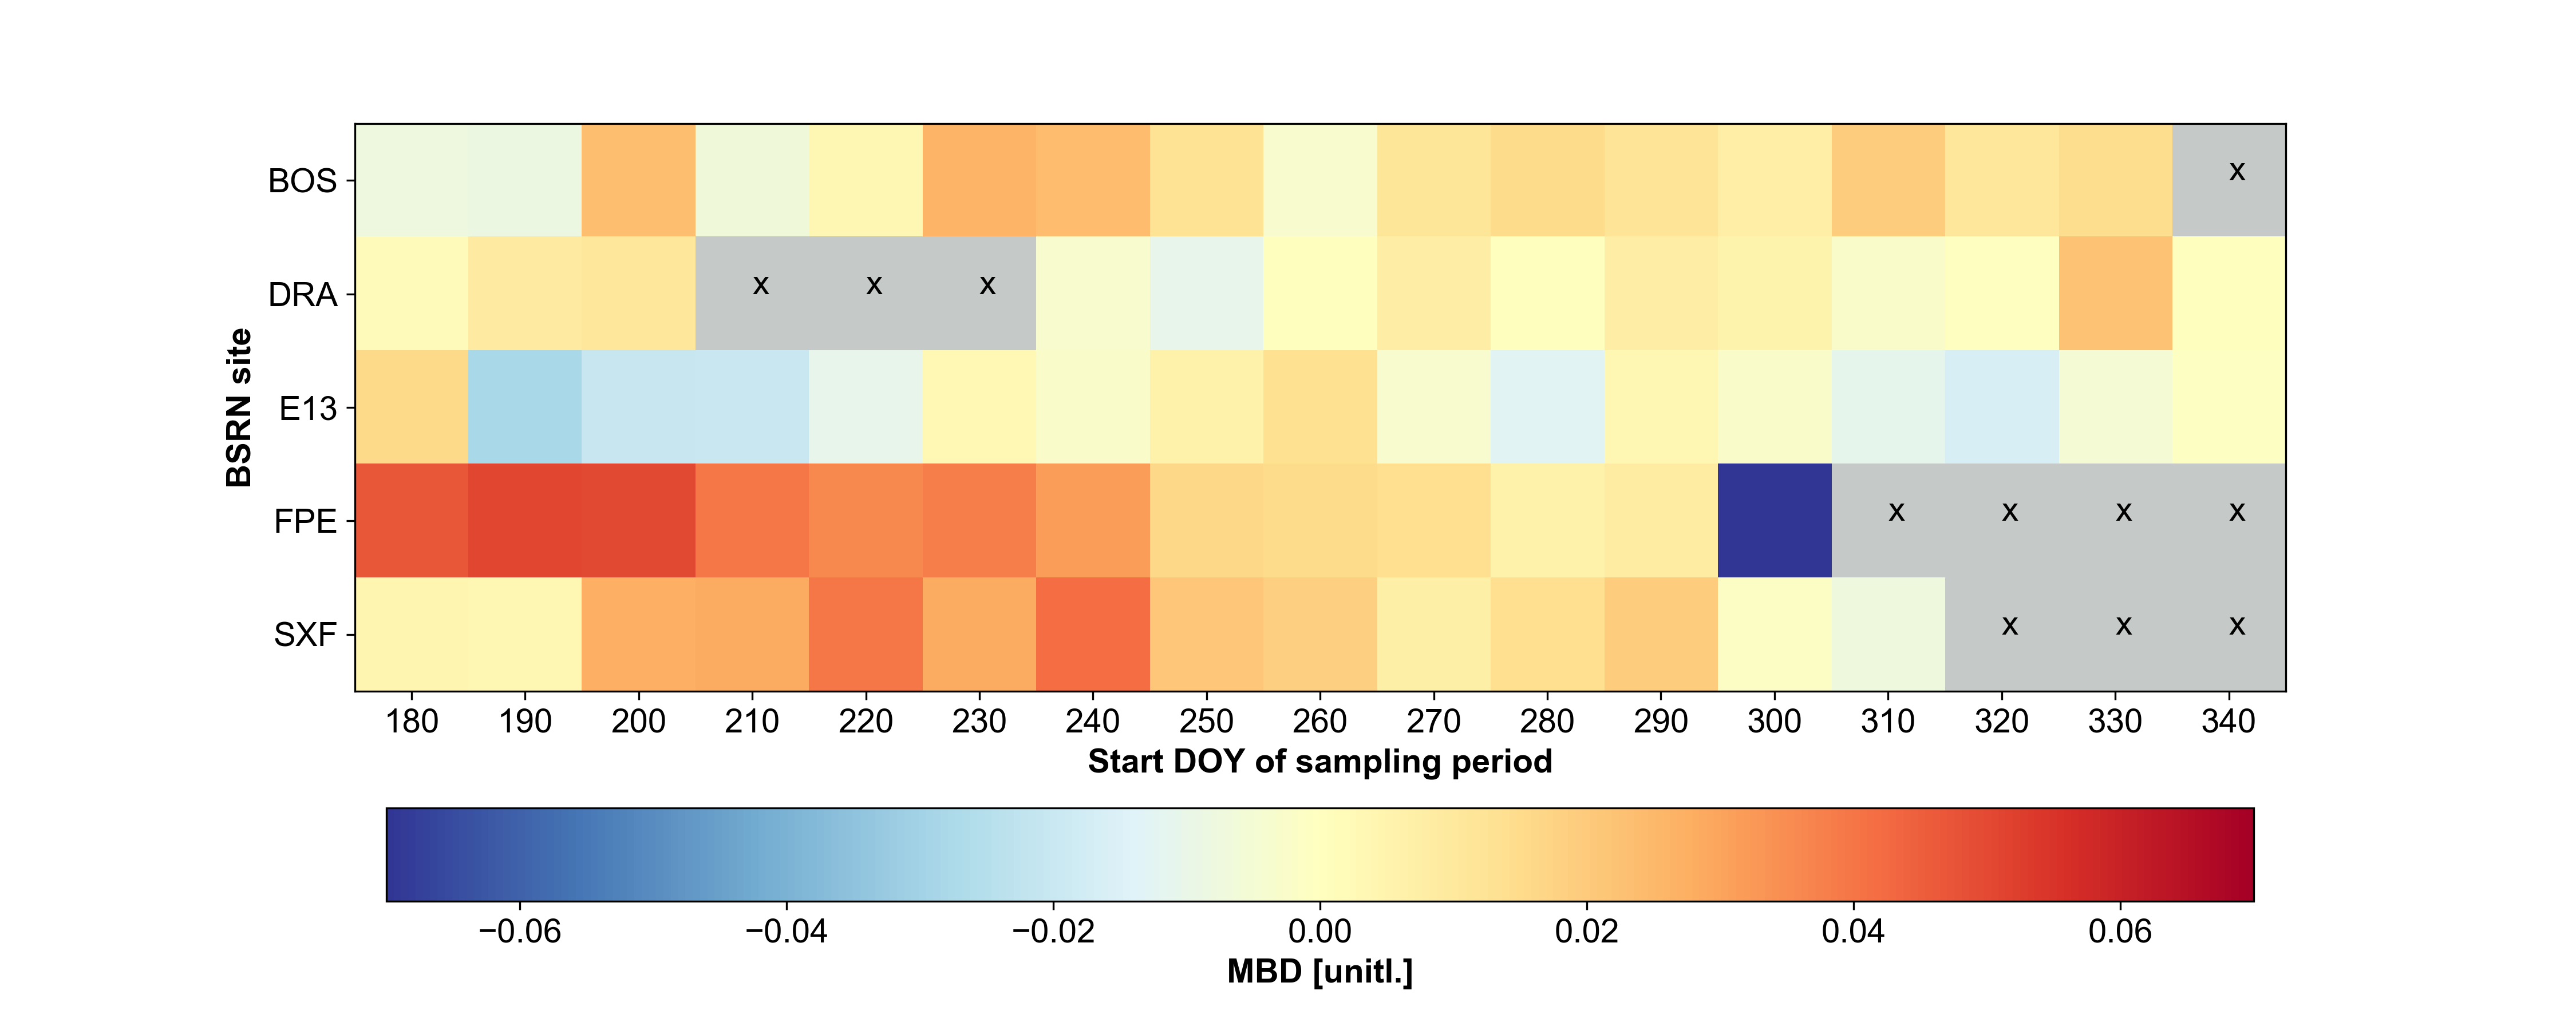 BOS
x
DRA
x x x
E13
FPE
x x x x
SXF
x x x
BSRN site
180 190 200 210 220 230 240 250 260 270 280 290 300 310 320 330 340
Start DOY of sampling period
−0.06 −0.04 −0.02 0.00 0.02 0.04 0.06
MBD [unitl.]